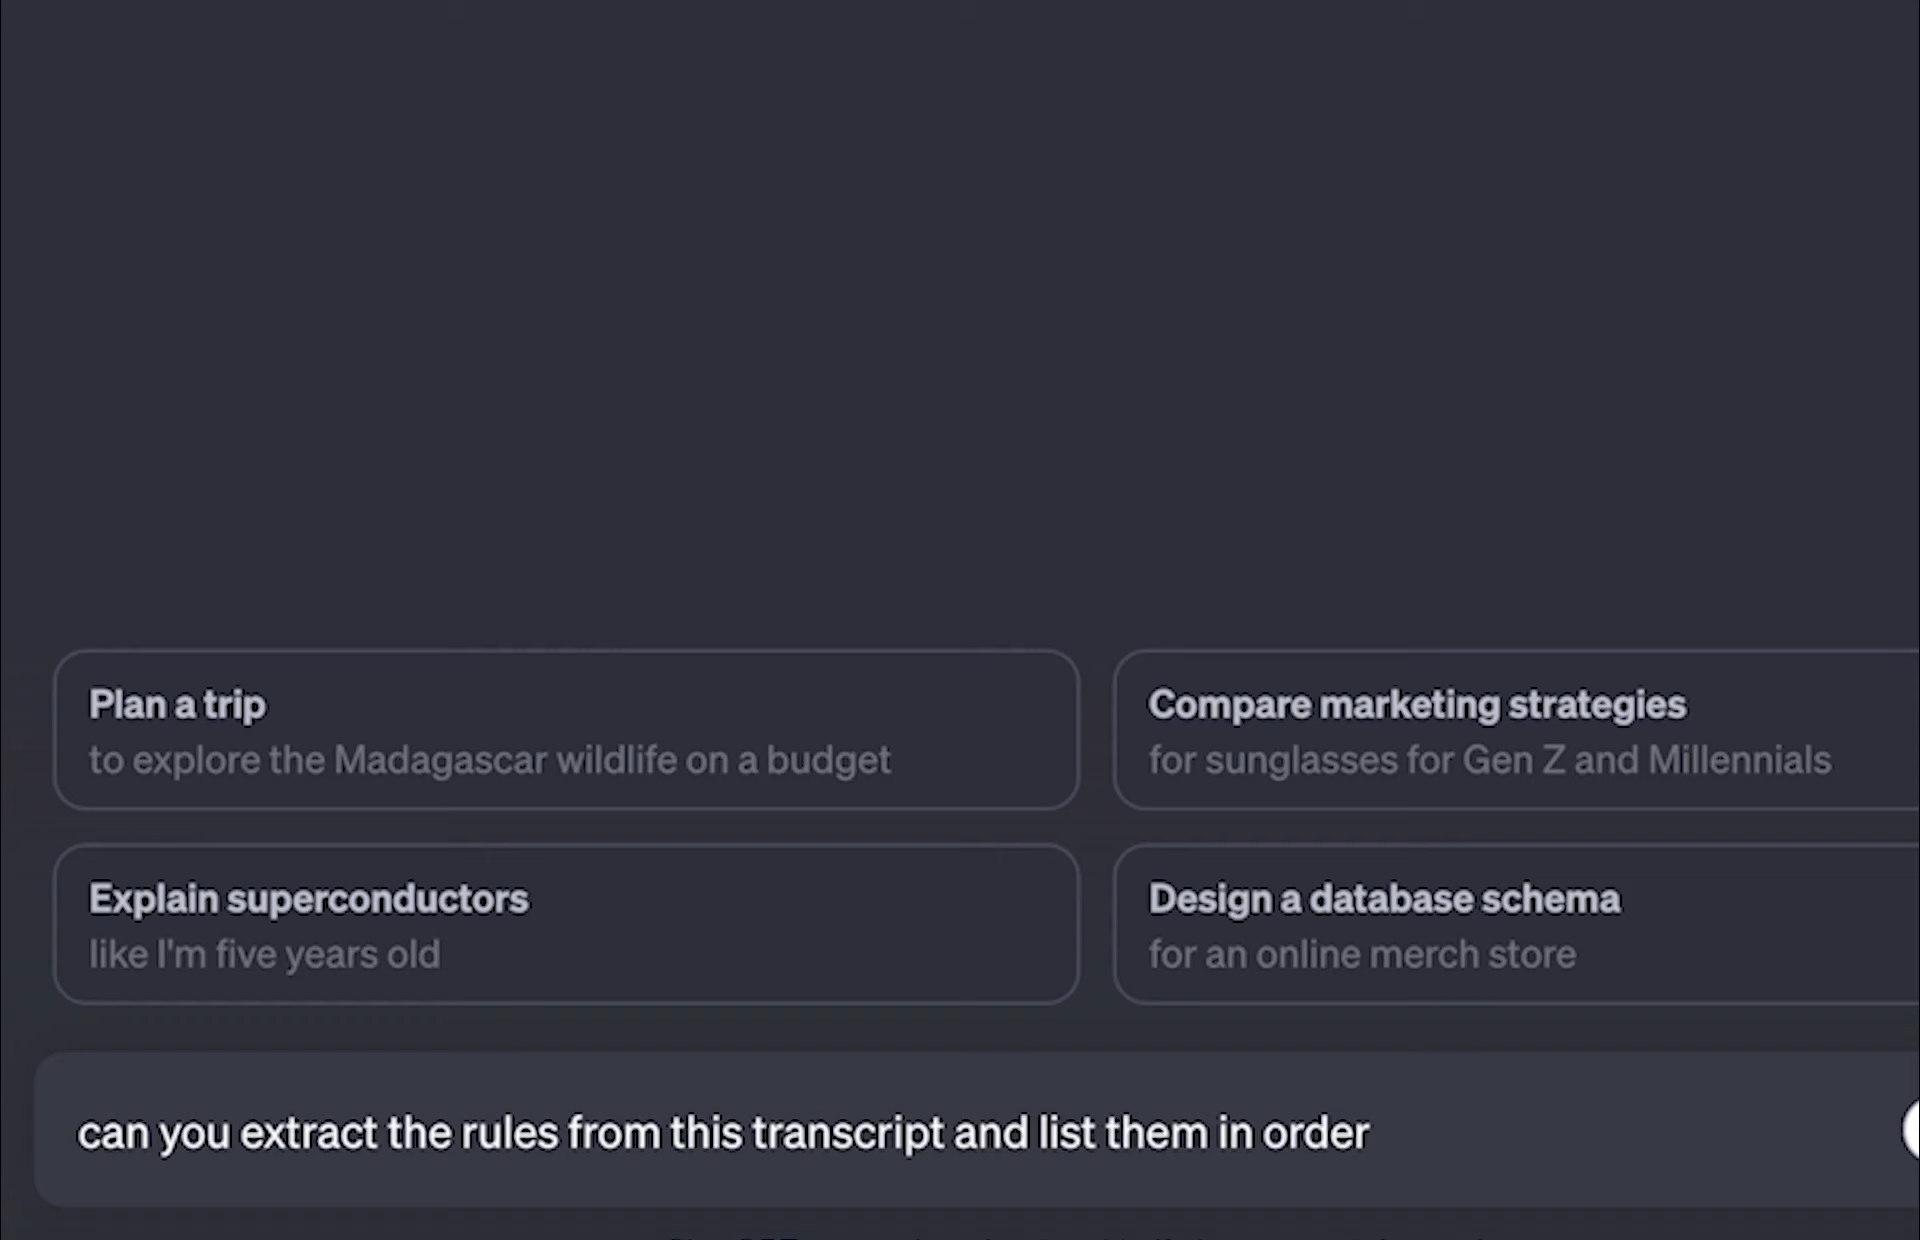 Plan a trip
to explore the Madagascar wildlife on a budget
Compare marketing strategies
for sunglasses for Gen Z and Millennials
Explain superconductors
like I'm five years old
Design a database schema
for an online merch store
can you extract the rules from this transcript and list them in order